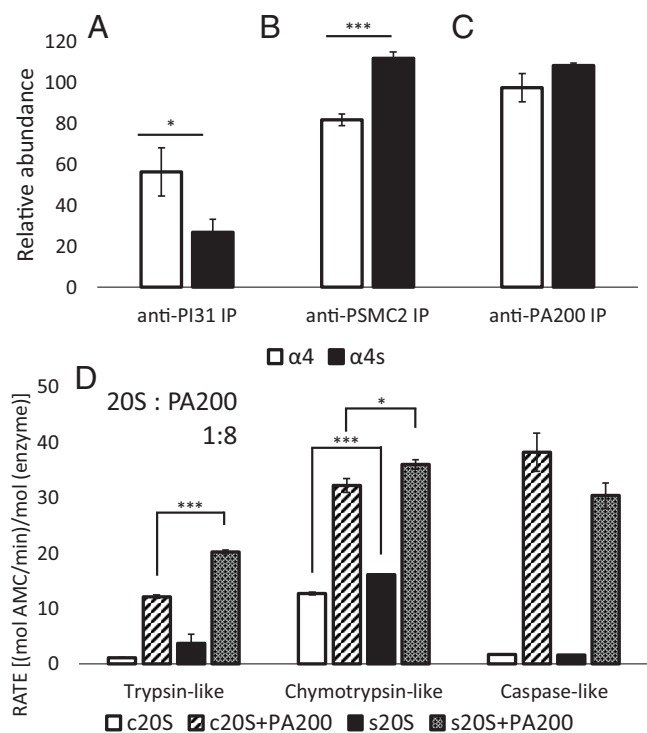 A
B
C
Relative abundance
120
100
80
60
40
20
0
*
***
anti-PI31 IP
anti-PSMC2 IP
anti-PA200 IP
α4
α4s
D
20S : PA200
1:8
RATE [(mol AMC/min)/mol (enzyme)]
50
40
30
20
10
0
***
***
*
Trypsin-like
Chymotrypsin-like
Caspase-like
c20S
c20S+PA200
s20S
s20S+PA200